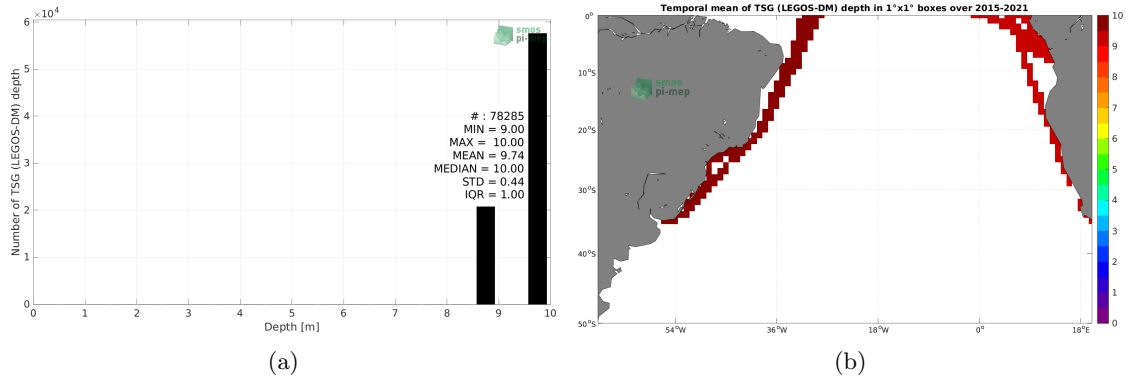 ×10⁴
6
5
4
3
2
1
0
Number of TSG (LEGOS-DM) depth
smos
pi-mep
# : 78285
MIN = 9.00
MAX = 10.00
MEAN = 9.74
MEDIAN = 10.00
STD = 0.44
IQR = 1.00
0 1 2 3 4 5 6 7 8 9 10
Depth [m]
(a)
Temporal mean of TSG (LEGOS-DM) depth in 1°x1° boxes over 2015-2021
0°
10°S
20°S
30°S
40°S
50°S
smos
pi-mep
54°W 36°W 18°W 0° 18°E
10
9
8
7
6
5
4
3
2
1
0
(b)